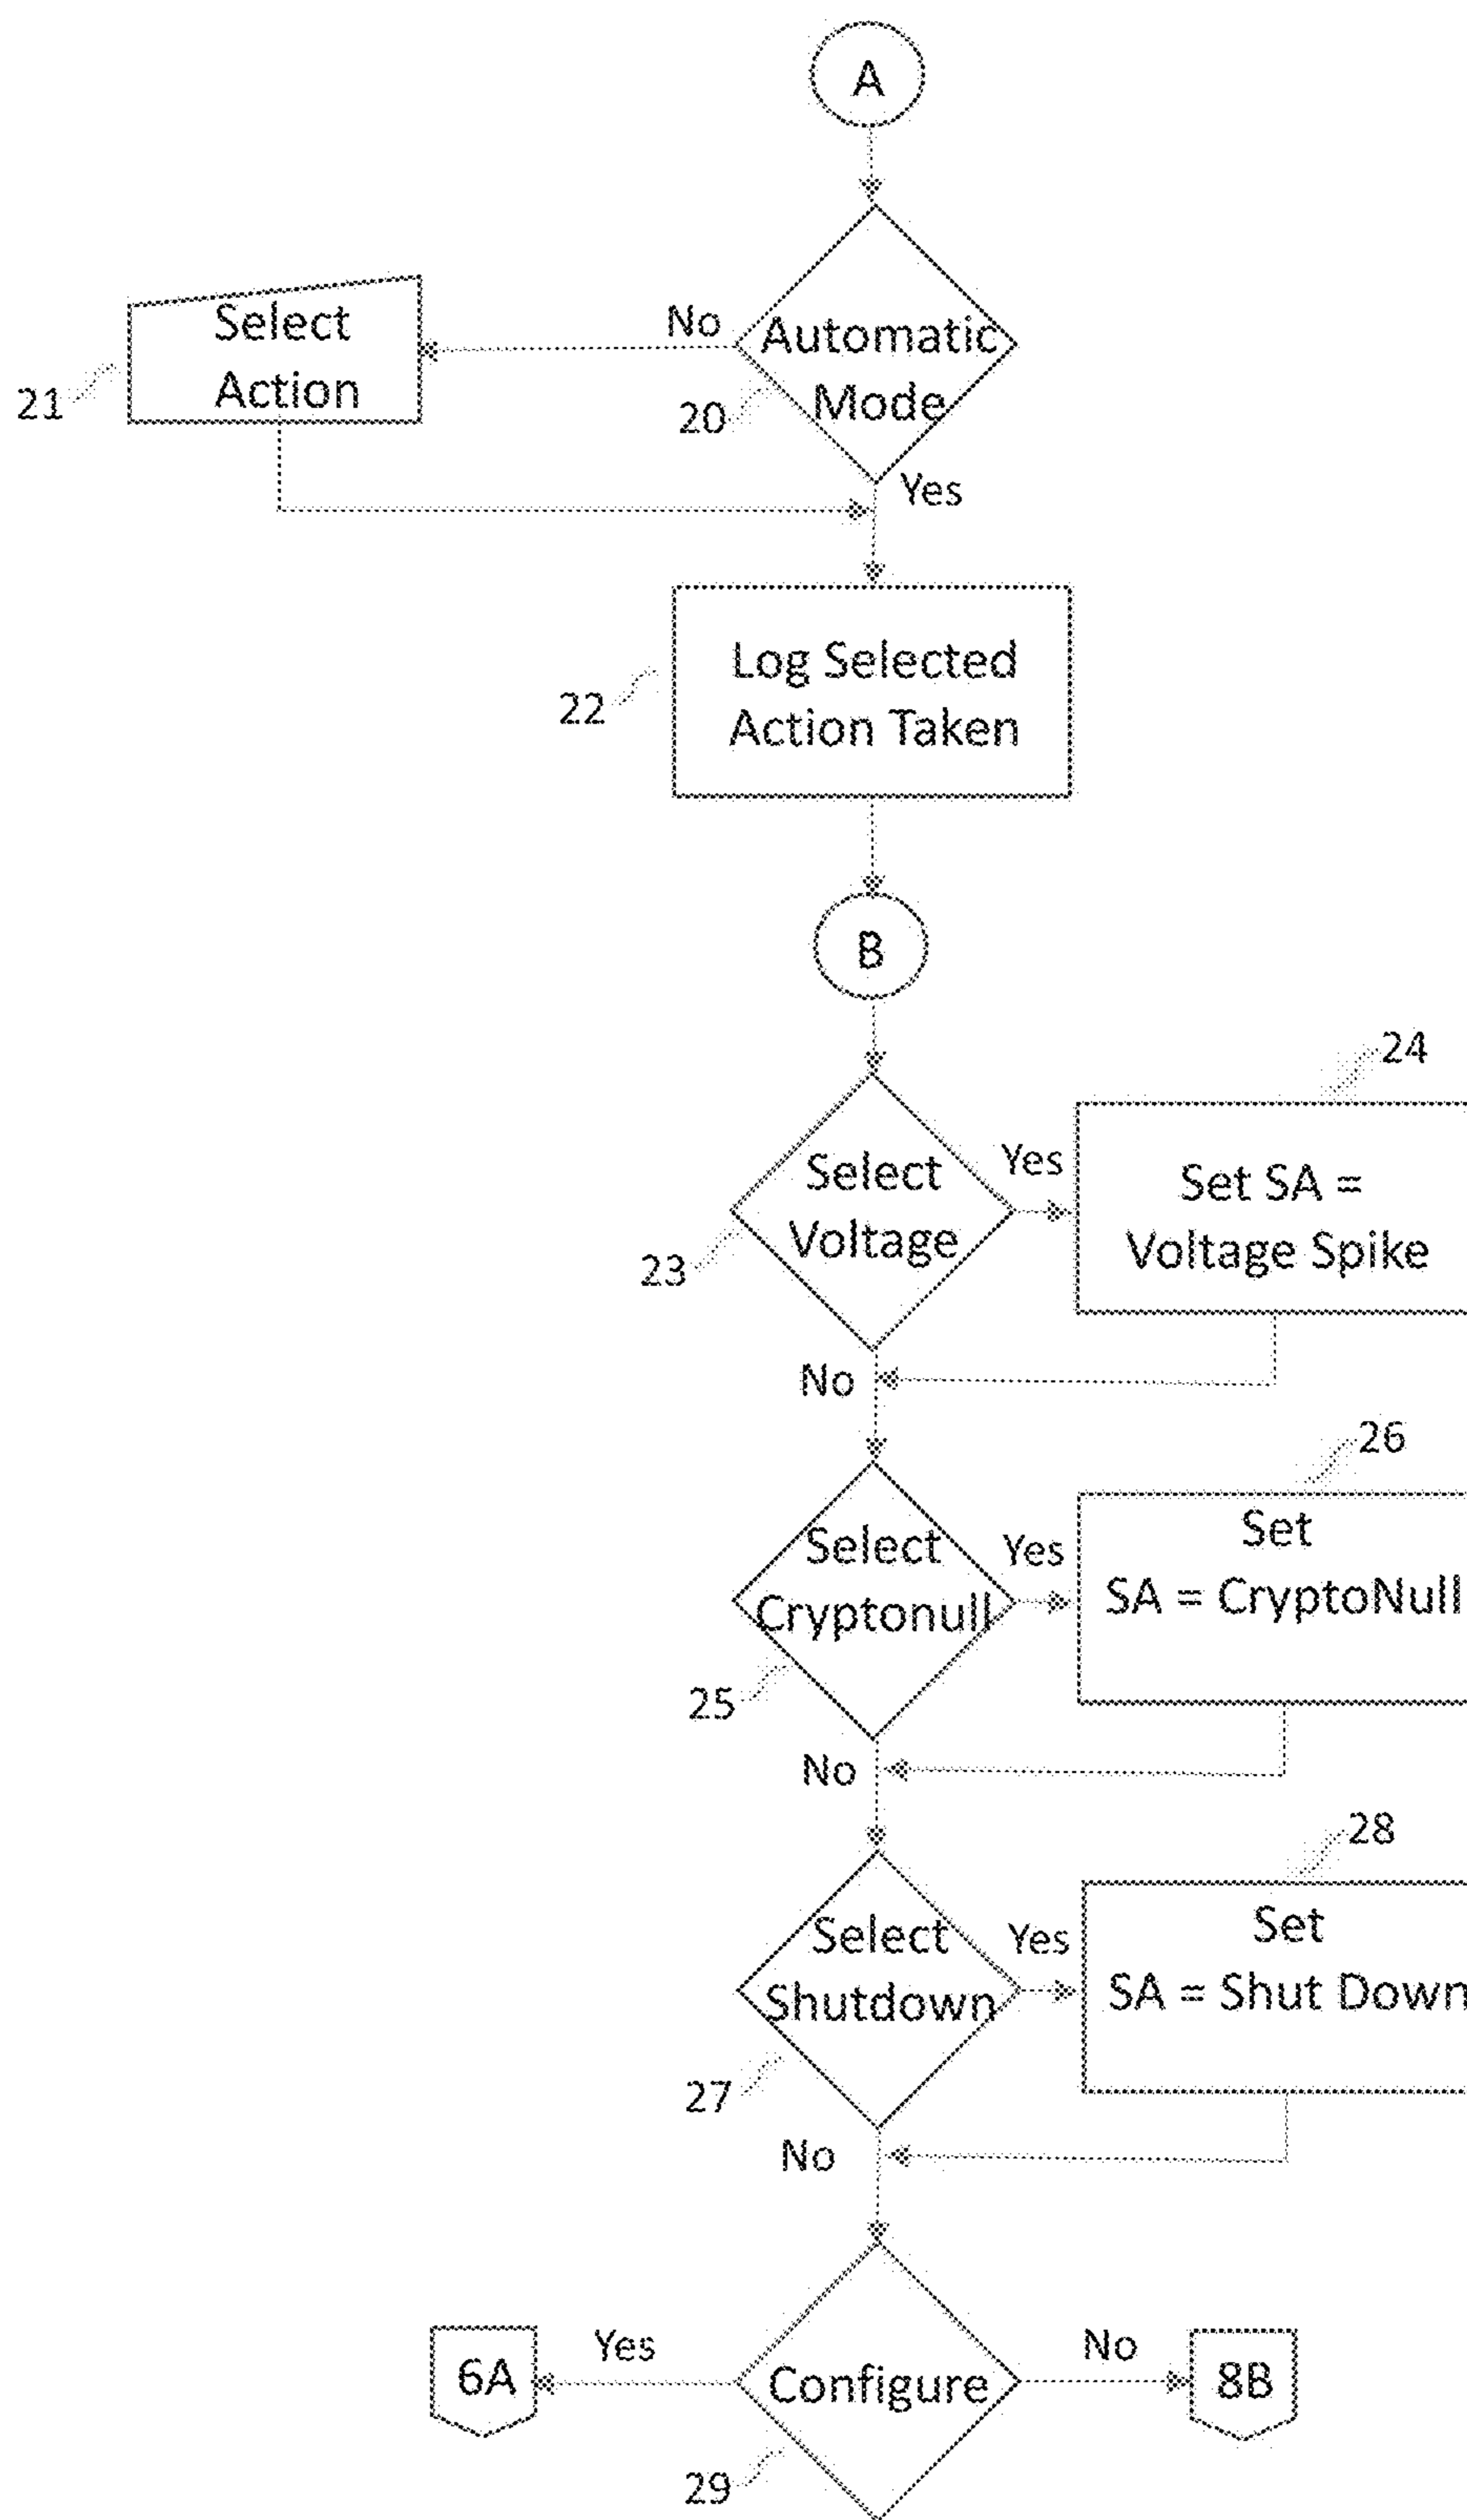 A
Automatic
Mode
20
No
Select
Action
21
Yes
Log Selected
Action Taken
22
B
Select
Voltage
23
Yes
Set SA =
Voltage Spike
24
No
Select
Cryptonull
25
Yes
Set
SA = CryptoNull
26
No
Select
Shutdown
27
Yes
Set
SA = Shut Down
28
No
Configure
29
Yes
6A
No
8B